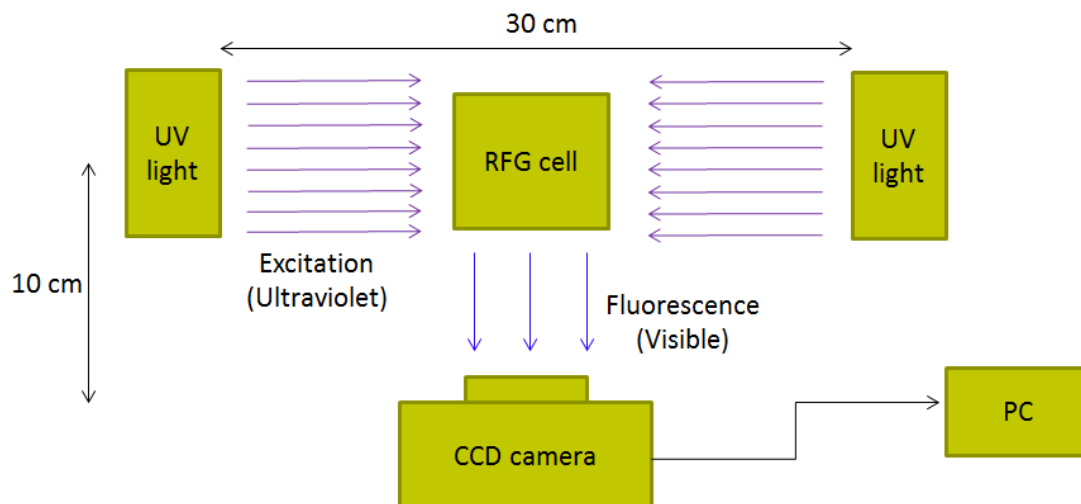 30 cm
UV
light
RFG cell
UV
light
10 cm
Excitation
(Ultraviolet)
Fluorescence
(Visible)
CCD camera
PC